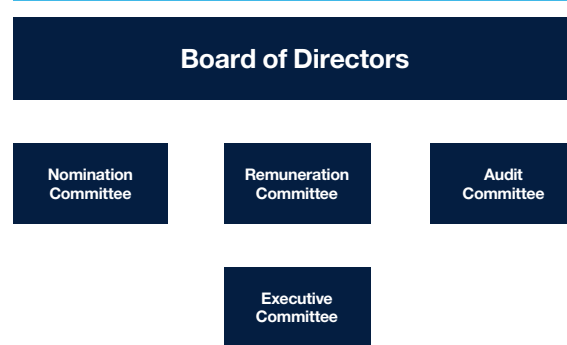 Board of Directors
Nomination
Committee
Remuneration
Committee
Audit
Committee
Executive
Committee